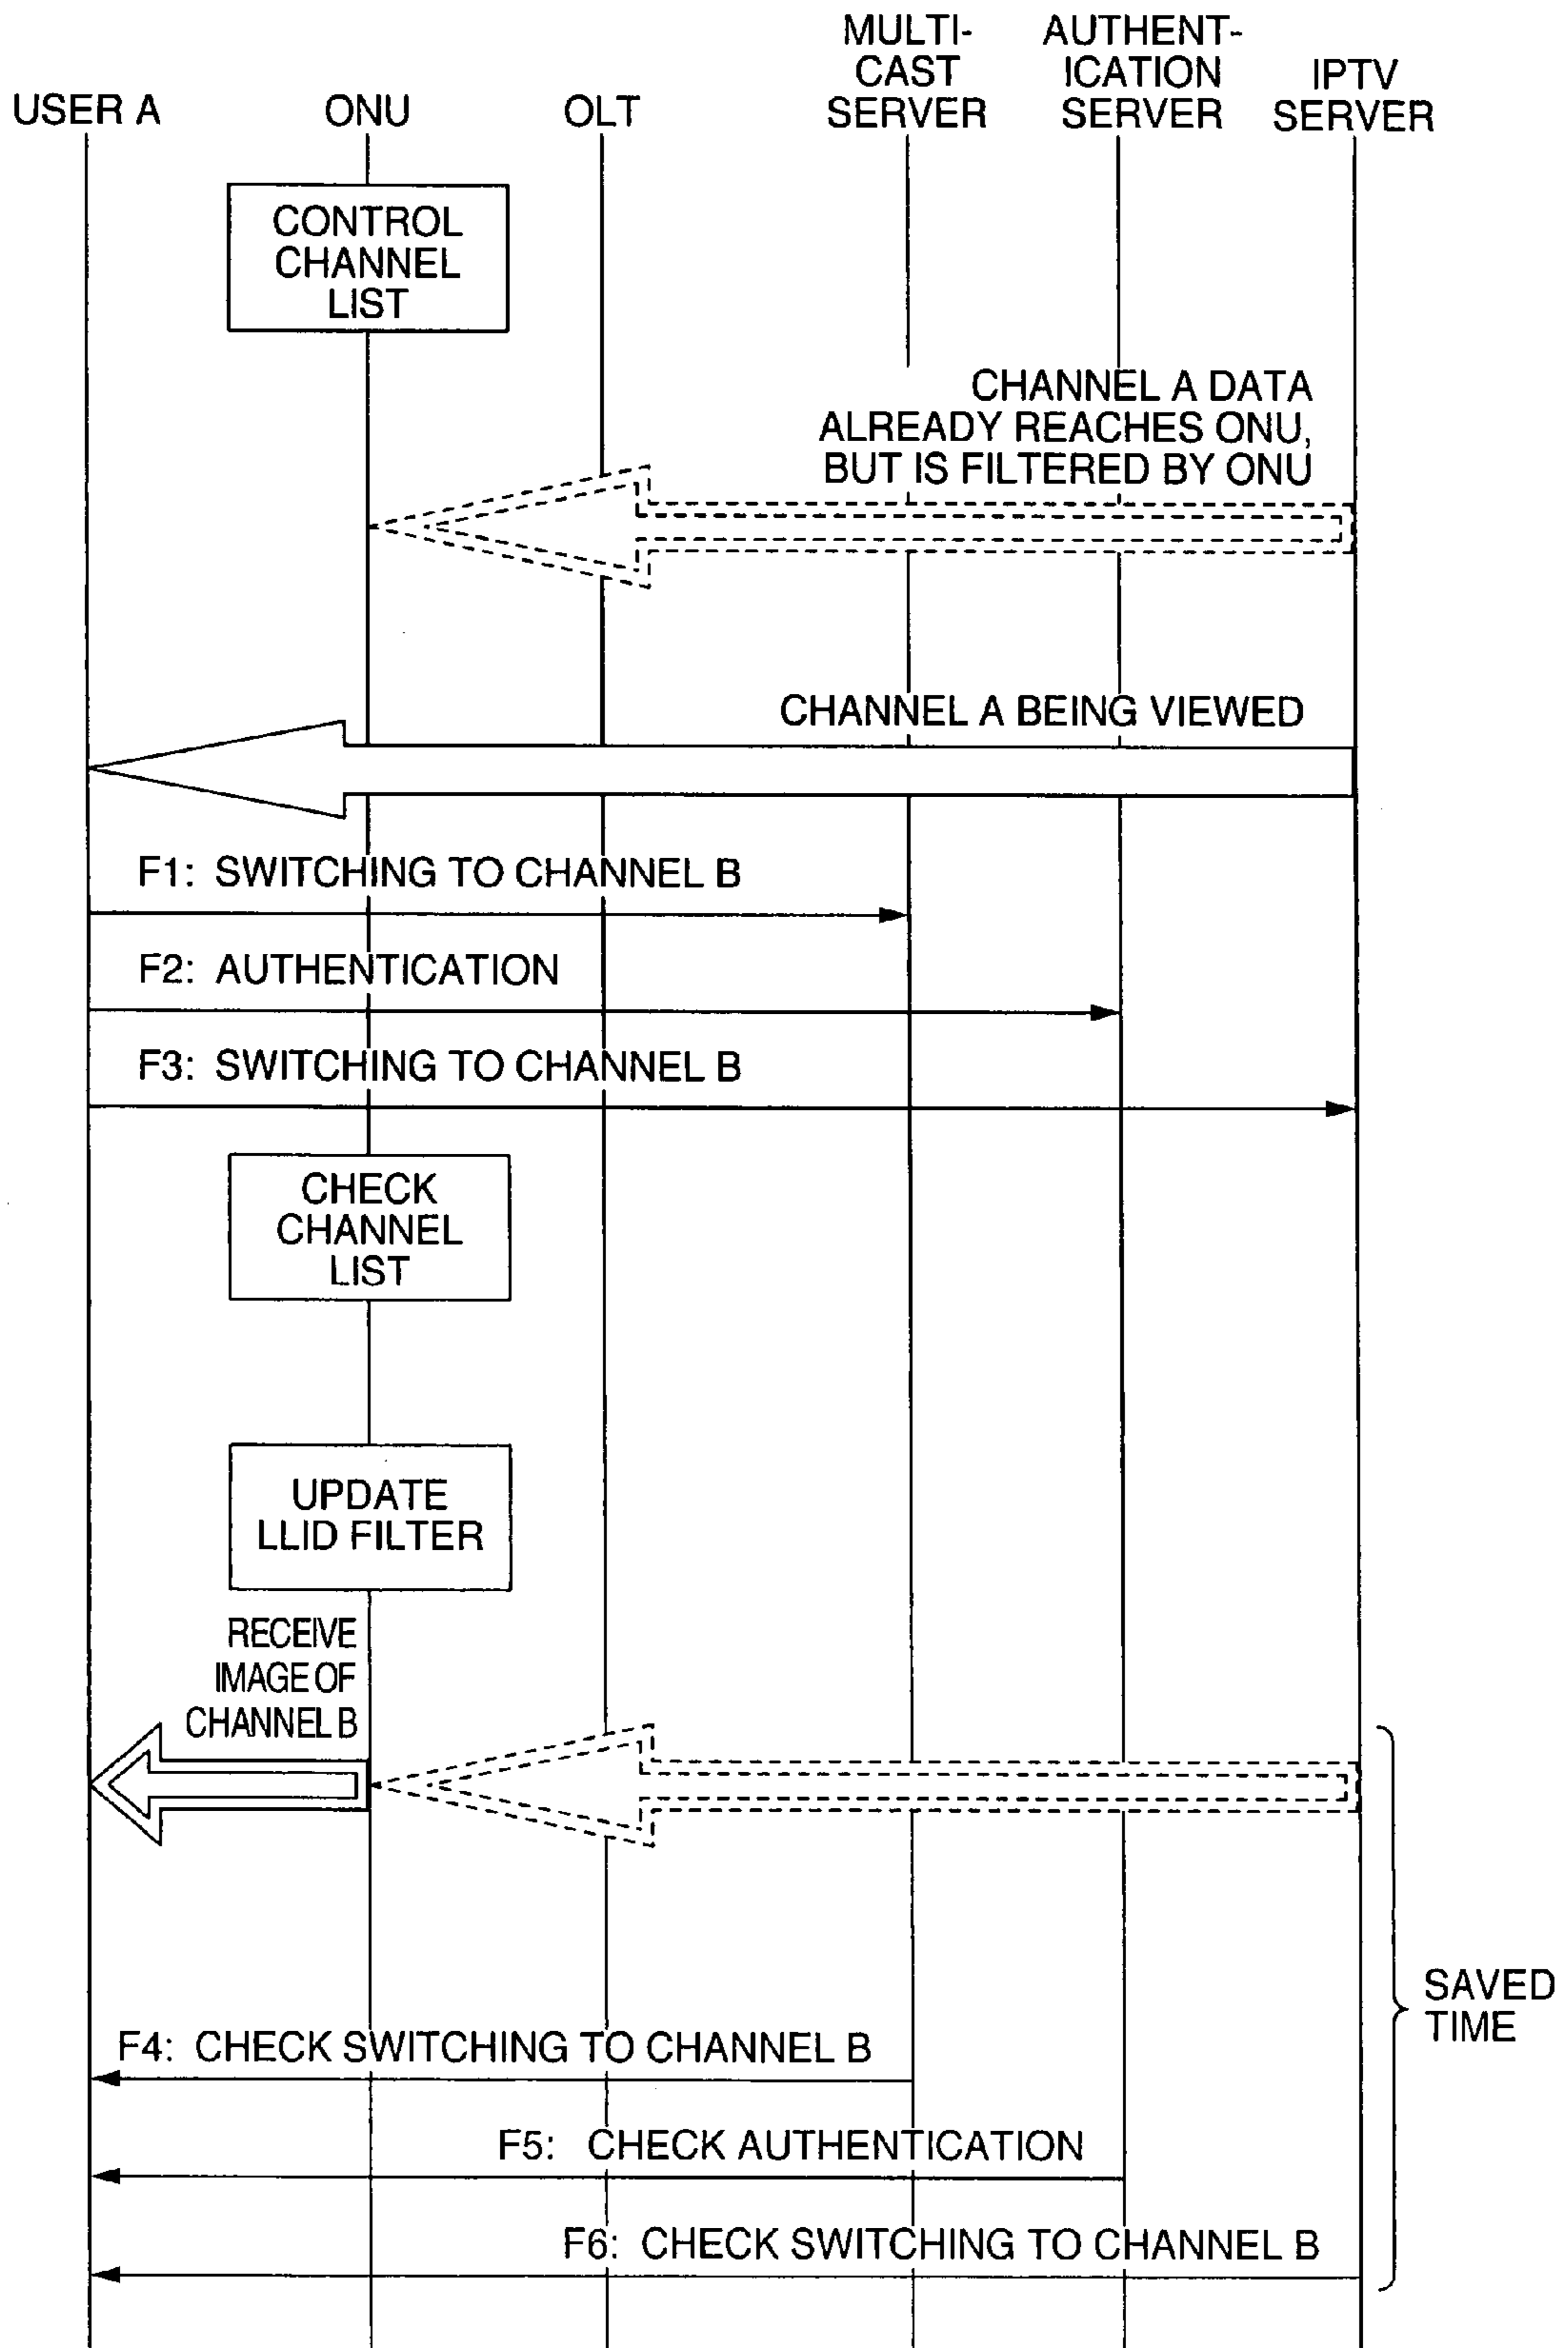 MULTI-
CAST
SERVER
AUTHENT-
ICATION
SERVER
IPTV
SERVER
USER A
ONU
OLT
CONTROL
CHANNEL
LIST
CHANNEL A DATA
ALREADY REACHES ONU,
BUT IS FILTERED BY ONU
CHANNEL A BEING VIEWED
F1: SWITCHING TO CHANNEL B
F2: AUTHENTICATION
F3: SWITCHING TO CHANNEL B
CHECK
CHANNEL
LIST
UPDATE
LLID FILTER
RECEIVE
IMAGE OF
CHANNEL B
SAVED
TIME
F4: CHECK SWITCHING TO CHANNEL B
F5: CHECK AUTHENTICATION
F6: CHECK SWITCHING TO CHANNEL B